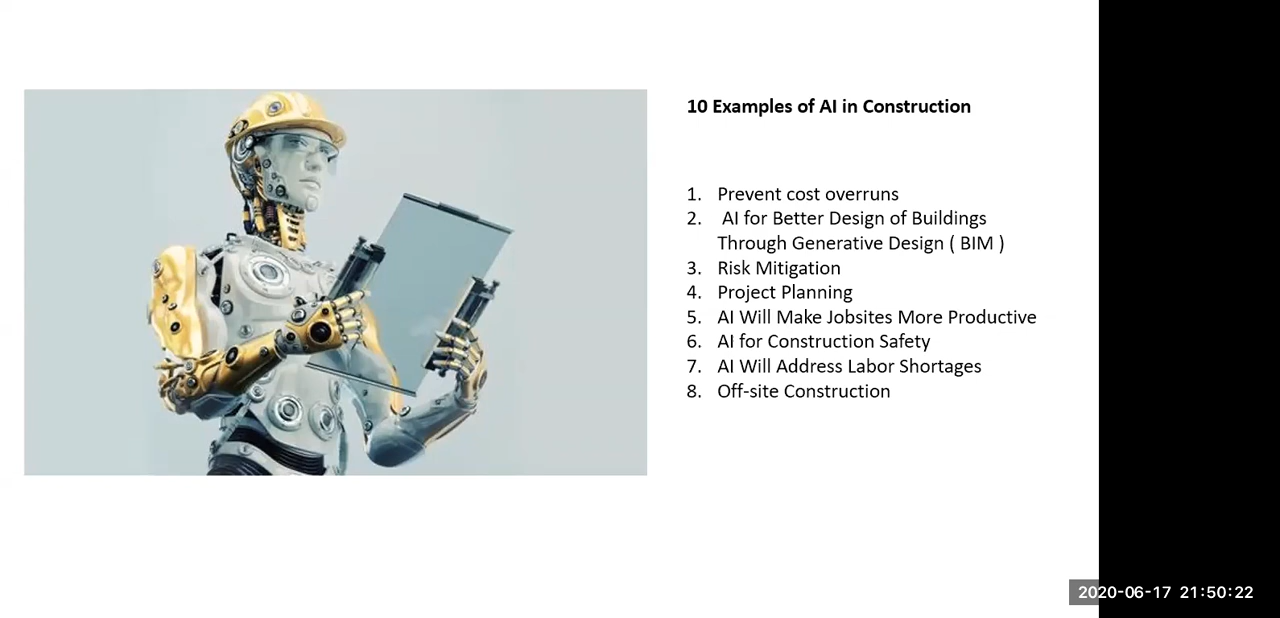 10 Examples of AI in Construction
1. Prevent cost overruns
2. AI for Better Design of Buildings
Through Generative Design ( BIM )
3. Risk Mitigation
4. Project Planning
5. AI Will Make Jobsites More Productive
6. AI for Construction Safety
7. AI Will Address Labor Shortages
8. Off-site Construction
2020-06-17 21:50:22